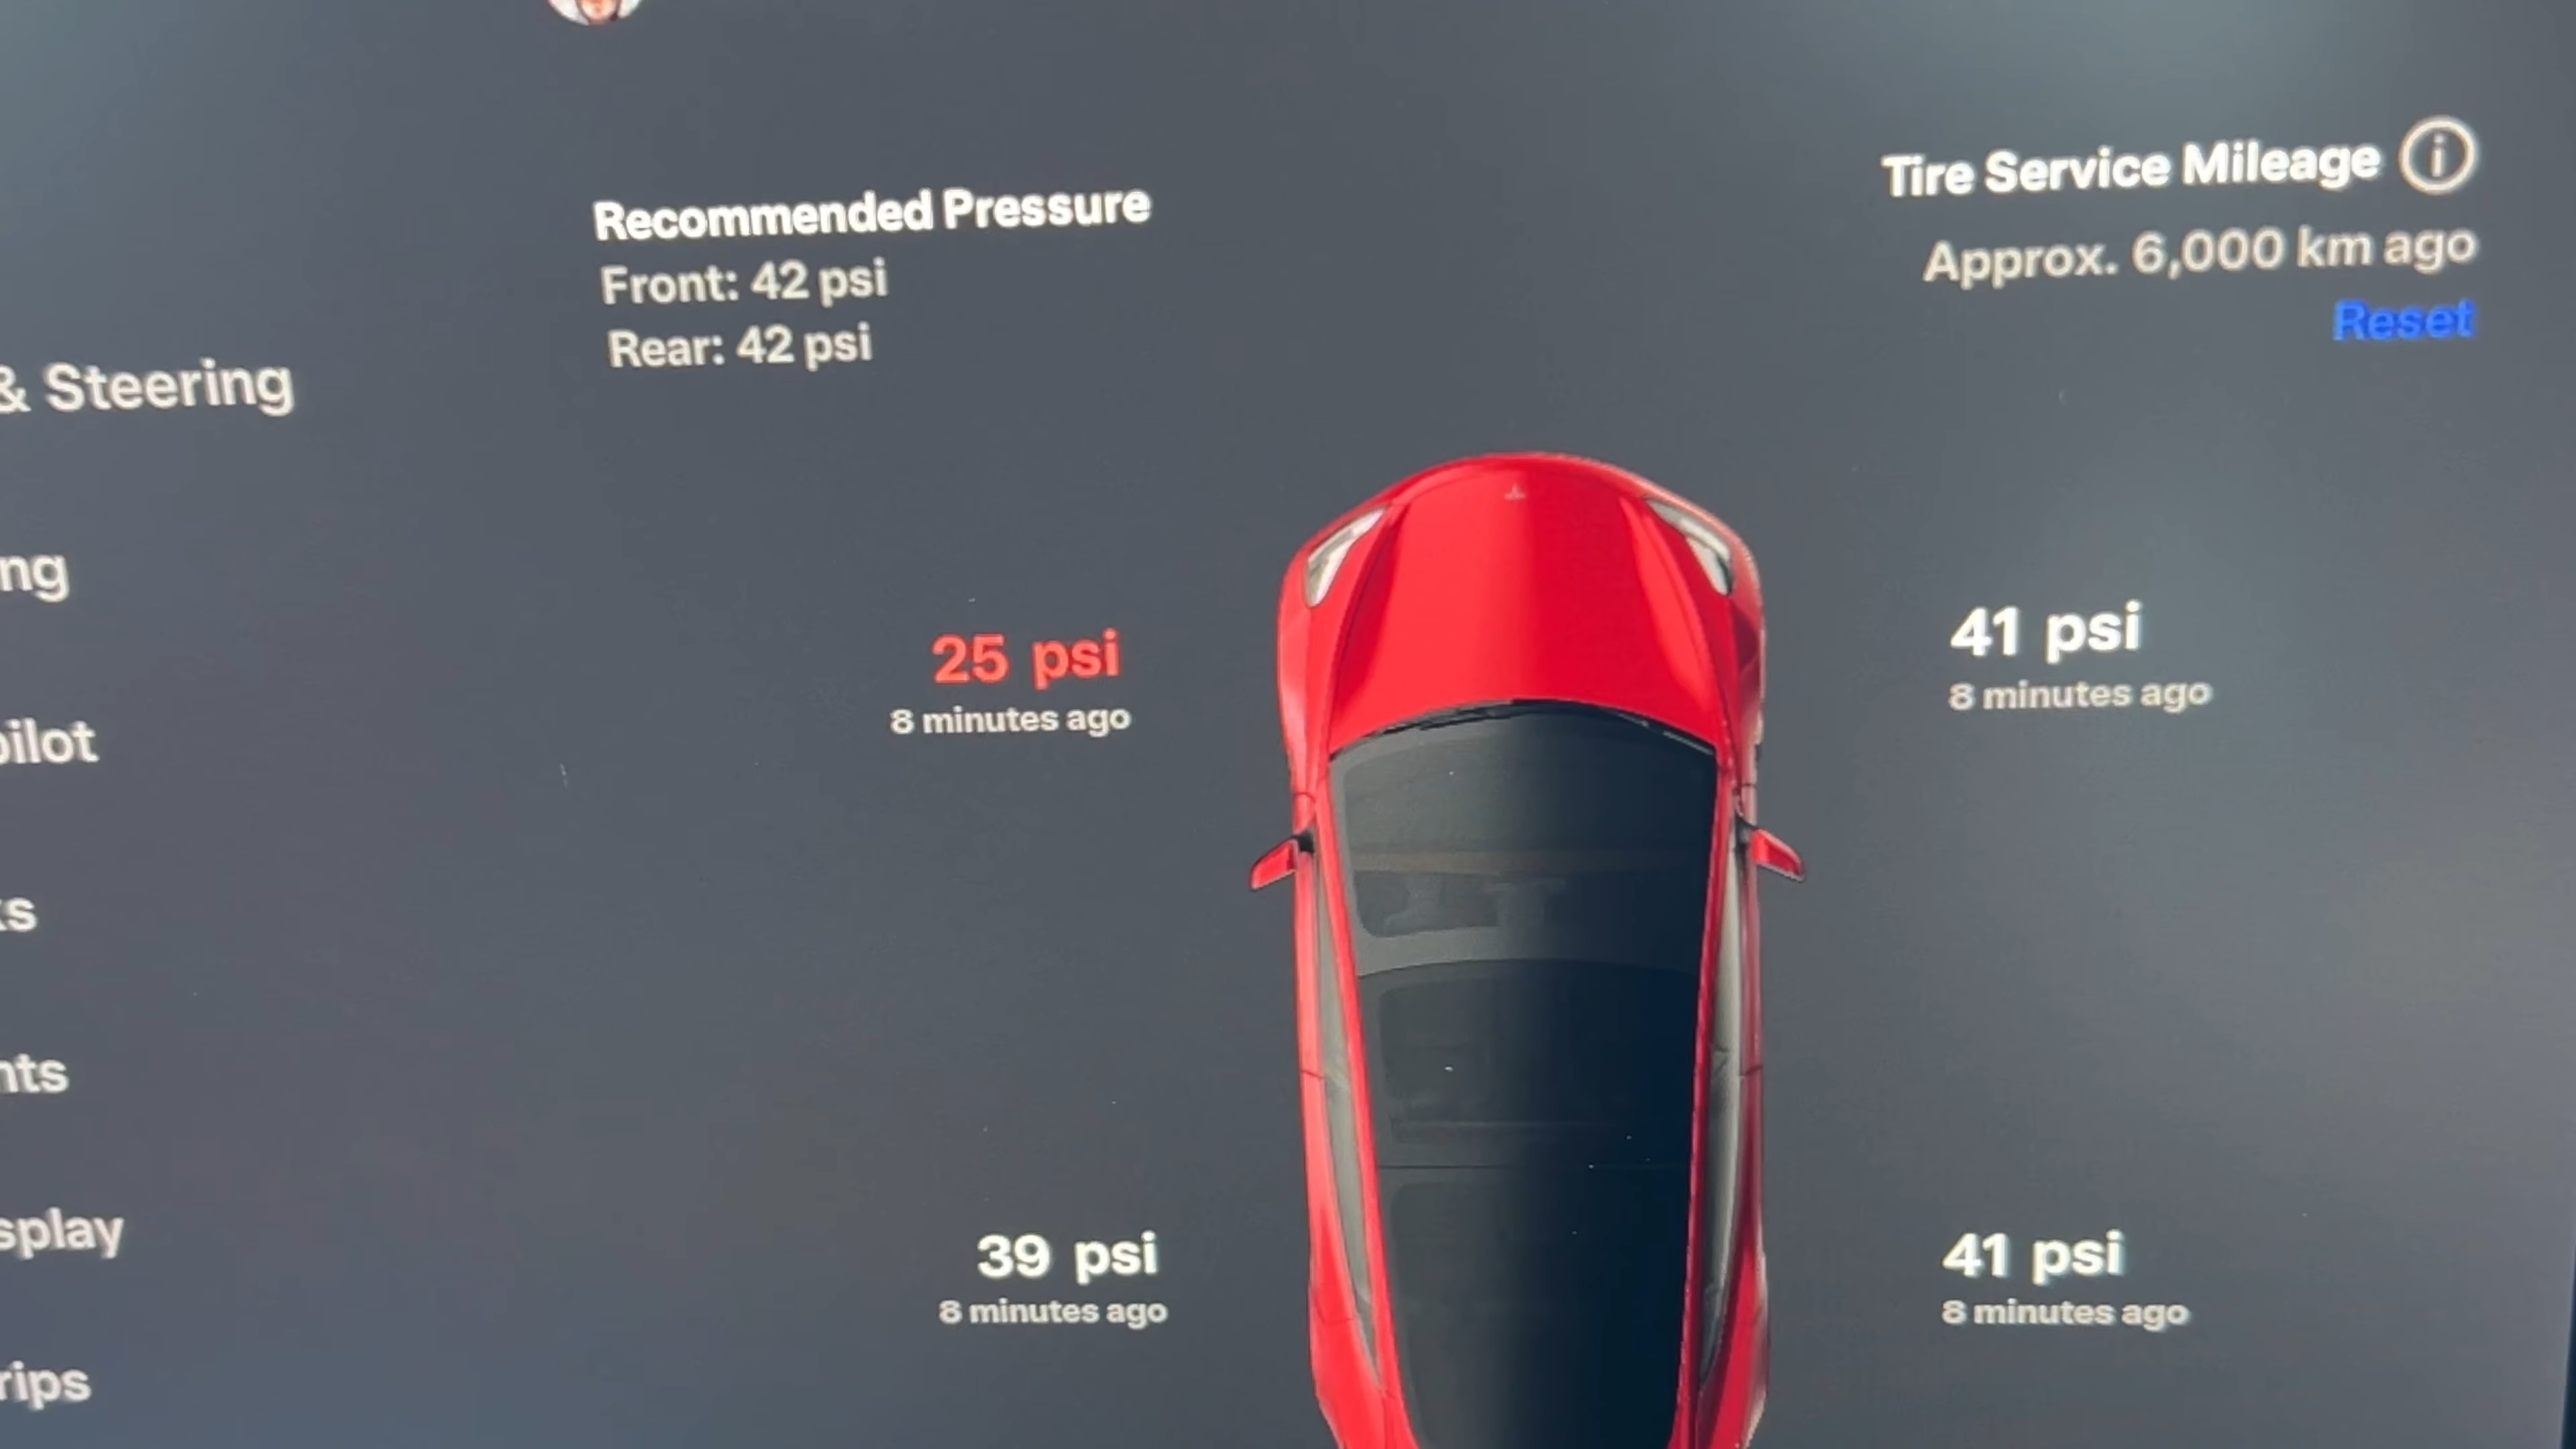 Recommended Pressure
Front: 42 psi
Rear: 42 psi
Tire Service Mileage
Approx. 6,000 km ago
Reset
& Steering
ng
pilot
ks
nts
splay
rips
25 psi
8 minutes ago
41 psi
8 minutes ago
39 psi
8 minutes ago
41 psi
8 minutes ago